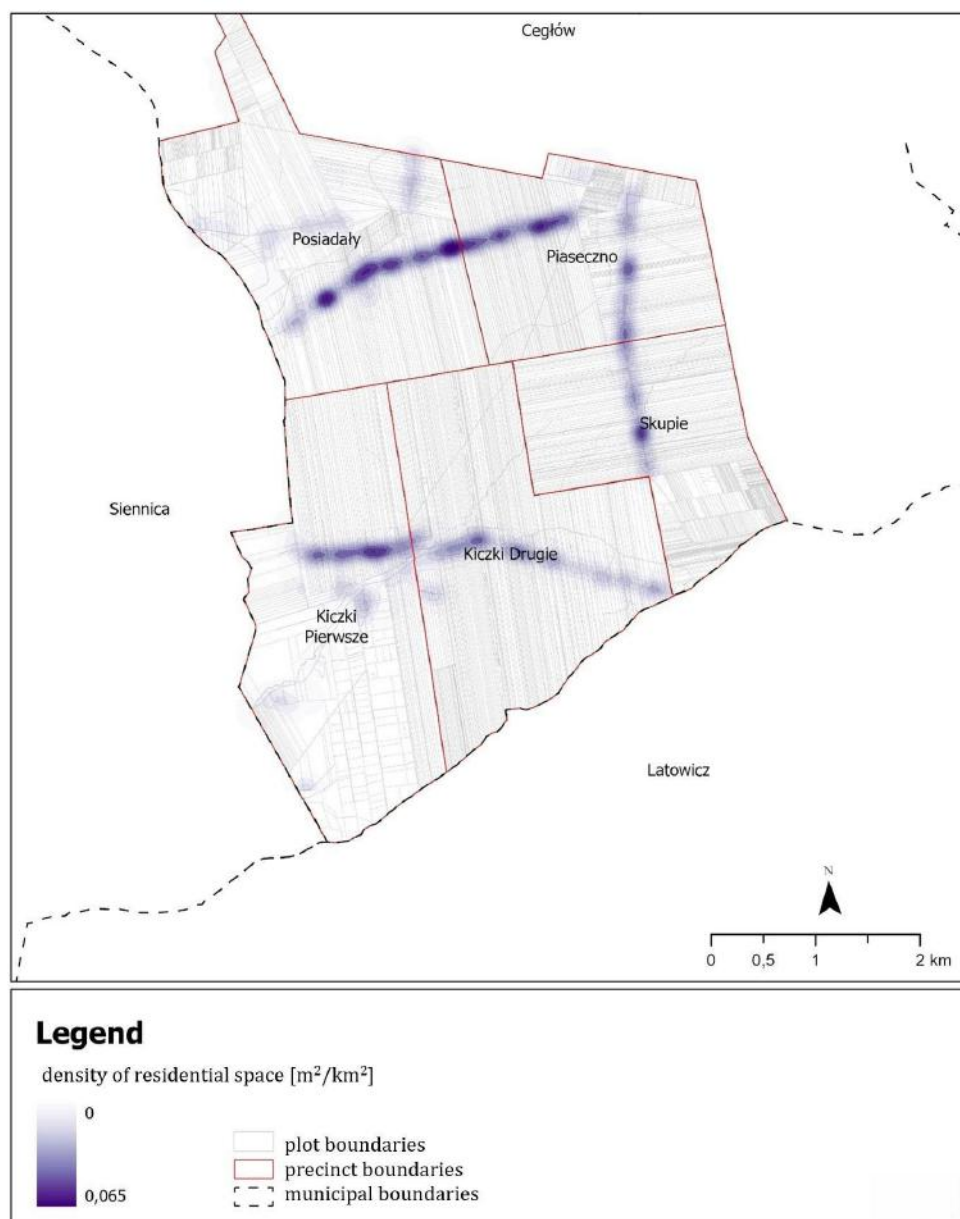 Cegłów
Posiadały
Piaseczno
Skupie
Siennica
Kiczki Drugie
Kiczki
Pierwsze
Latowicz
N
0 0,5 1 2 km
Legend
density of residential space [m²/km²]
0
0,065
plot boundaries
precinct boundaries
municipal boundaries